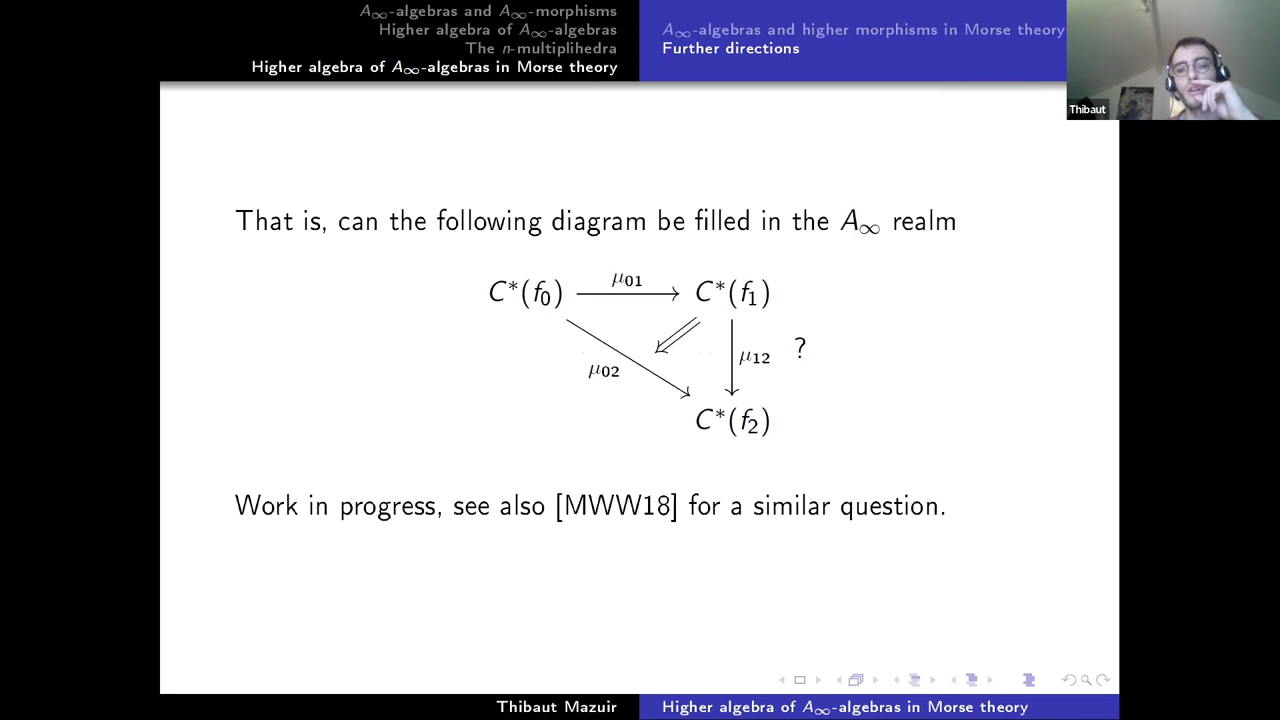 A∞-algebras and A∞-morphisms
Higher algebra of A∞-algebras
The n-multiplihedra
Higher algebra of A∞-algebras in Morse theory
A∞-algebras and higher morphisms in Morse theory
Further directions
Thibaut
That is, can the following diagram be filled in the A∞ realm
C*(f₀) μ₀₁ C*(f₁)
μ₀₂ μ₁₂ ?
C*(f₂)
Work in progress, see also [MWW18] for a similar question.
Thibaut Mazuir
Higher algebra of A∞-algebras in Morse theory